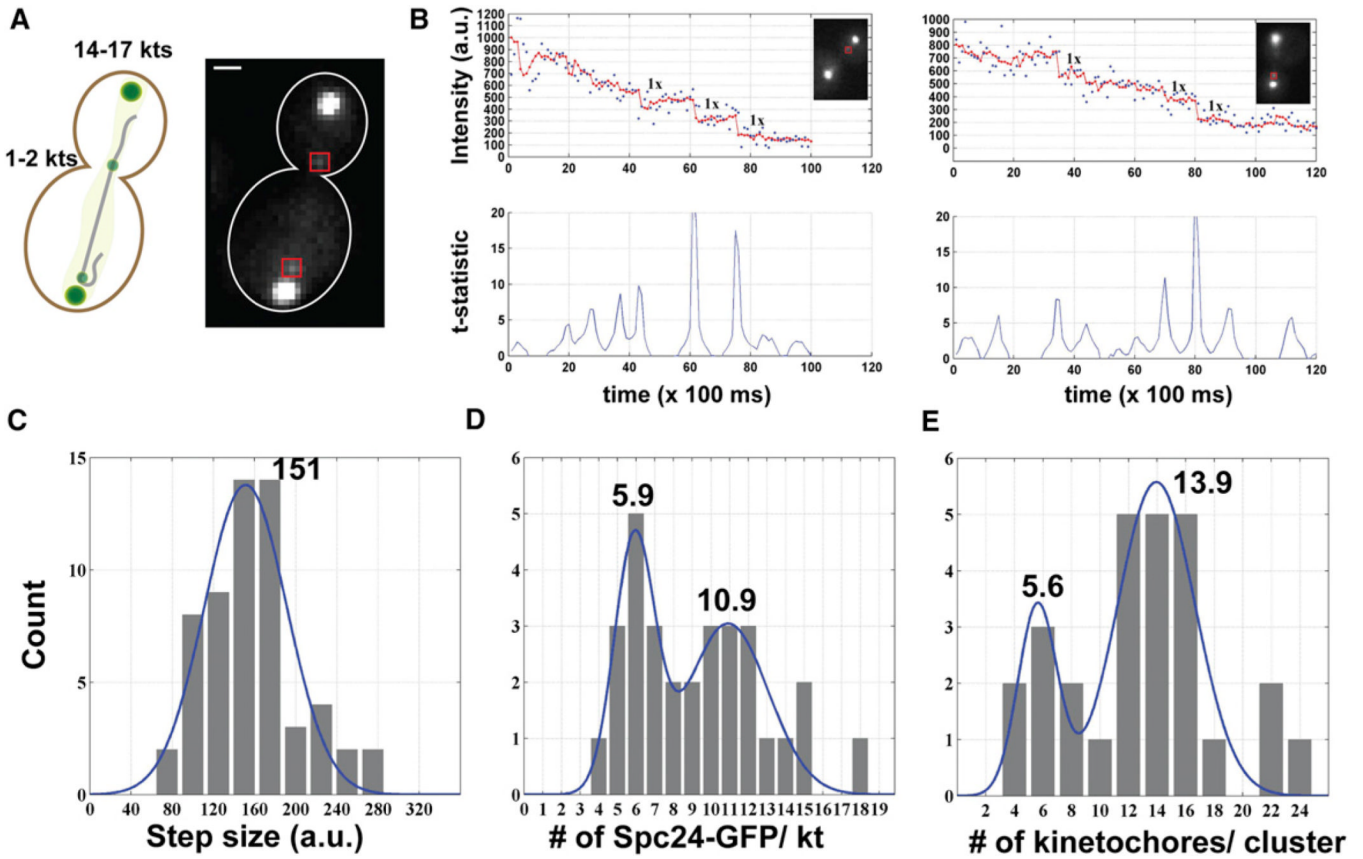 A
14-17 kts
1-2 kts
B
Intensity (a.u.)
1200
1100
1000
900
800
700
600
500
400
300
200
100
0
1x
1x
1x
0 20 40 60 80 100 120
1000
900
800
700
600
500
400
300
200
100
0
1x
1x
1x
0 20 40 60 80 100 120
t-statistic
20
15
10
5
0
0 20 40 60 80 100 120
time (x 100 ms)
20
15
10
5
0
0 20 40 60 80 100 120
time (x 100 ms)
C
Count
15
10
5
0
151
0 40 80 120 160 200 240 280 320
Step size (a.u.)
D
6
5
4
3
2
1
0
5.9
10.9
0 1 2 3 4 5 6 7 8 9 10 11 12 13 14 15 16 17 18 19
# of Spc24-GFP/ kt
E
6
5
4
3
2
1
0
5.6
13.9
2 4 6 8 10 12 14 16 18 20 22 24
# of kinetochores/ cluster